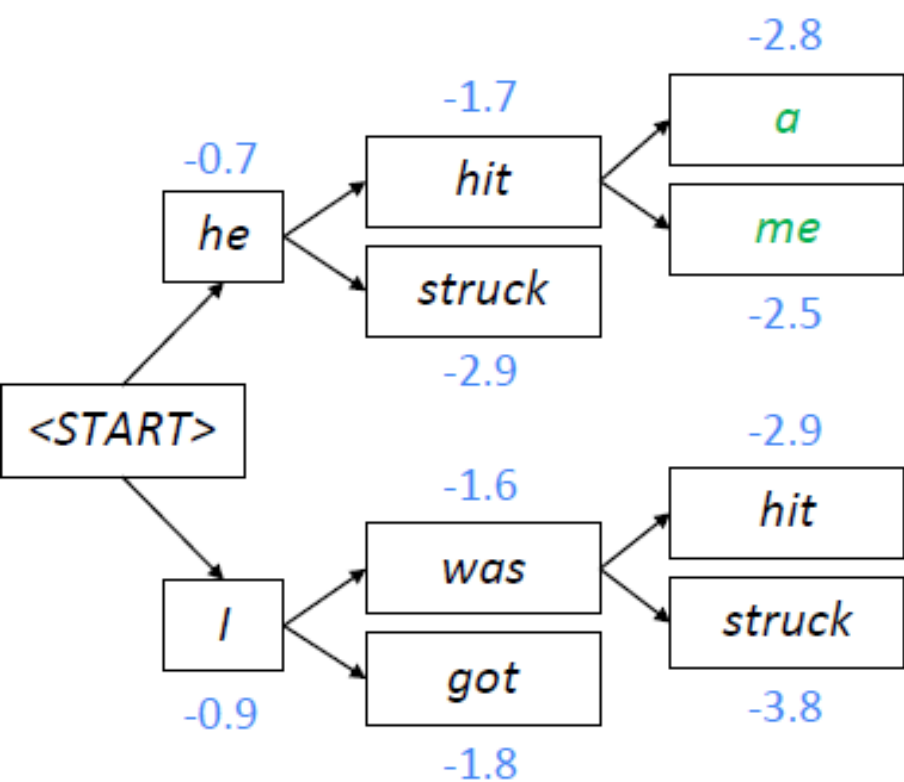 -2.8
-1.7
a
-0.7
hit
he
me
struck
-2.5
-2.9
<START>
-2.9
-1.6
hit
was
I
struck
got
-0.9
-3.8
-1.8